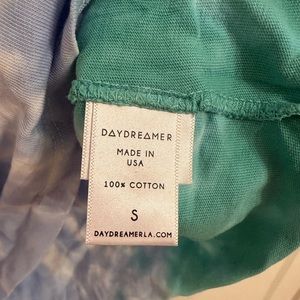 DAYDREAMER
MADE IN
USA
100% COTTON
S
DAYDREAMERLA.COM